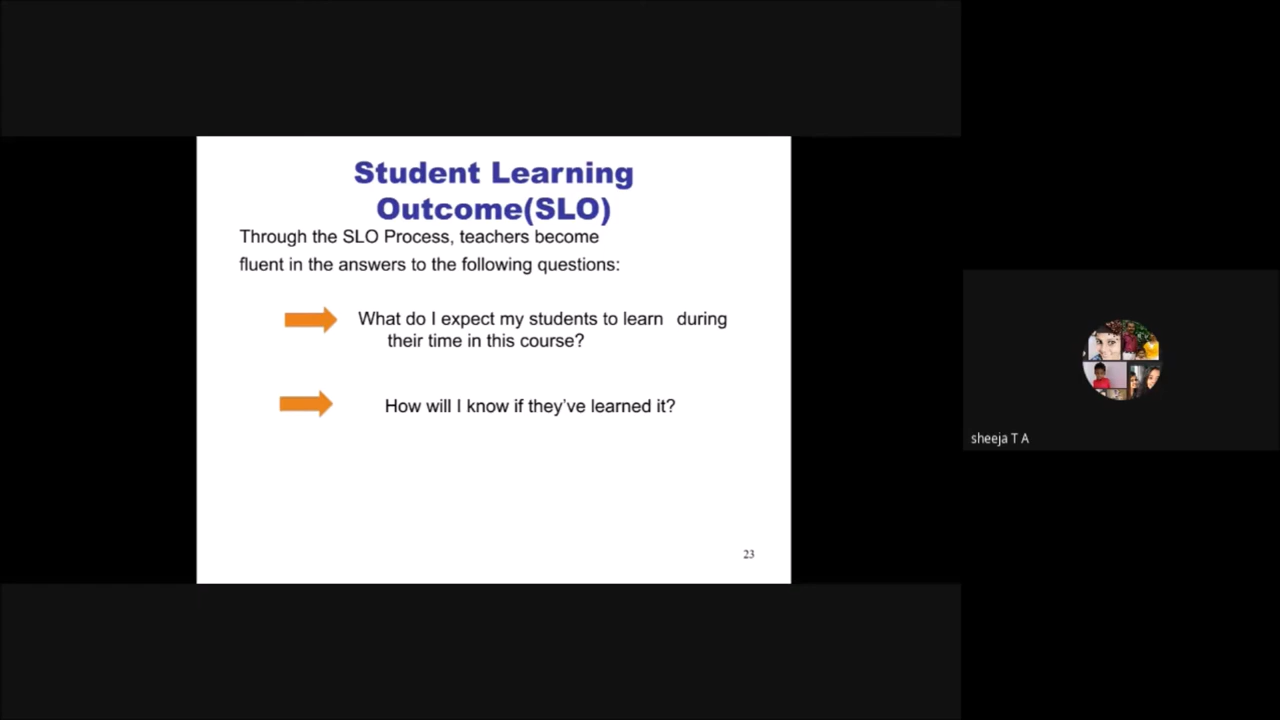 Student Learning
Outcome(SLO)
Through the SLO Process, teachers become
fluent in the answers to the following questions:
What do I expect my students to learn during
their time in this course?
How will I know if they've learned it?
23
sheeja T A